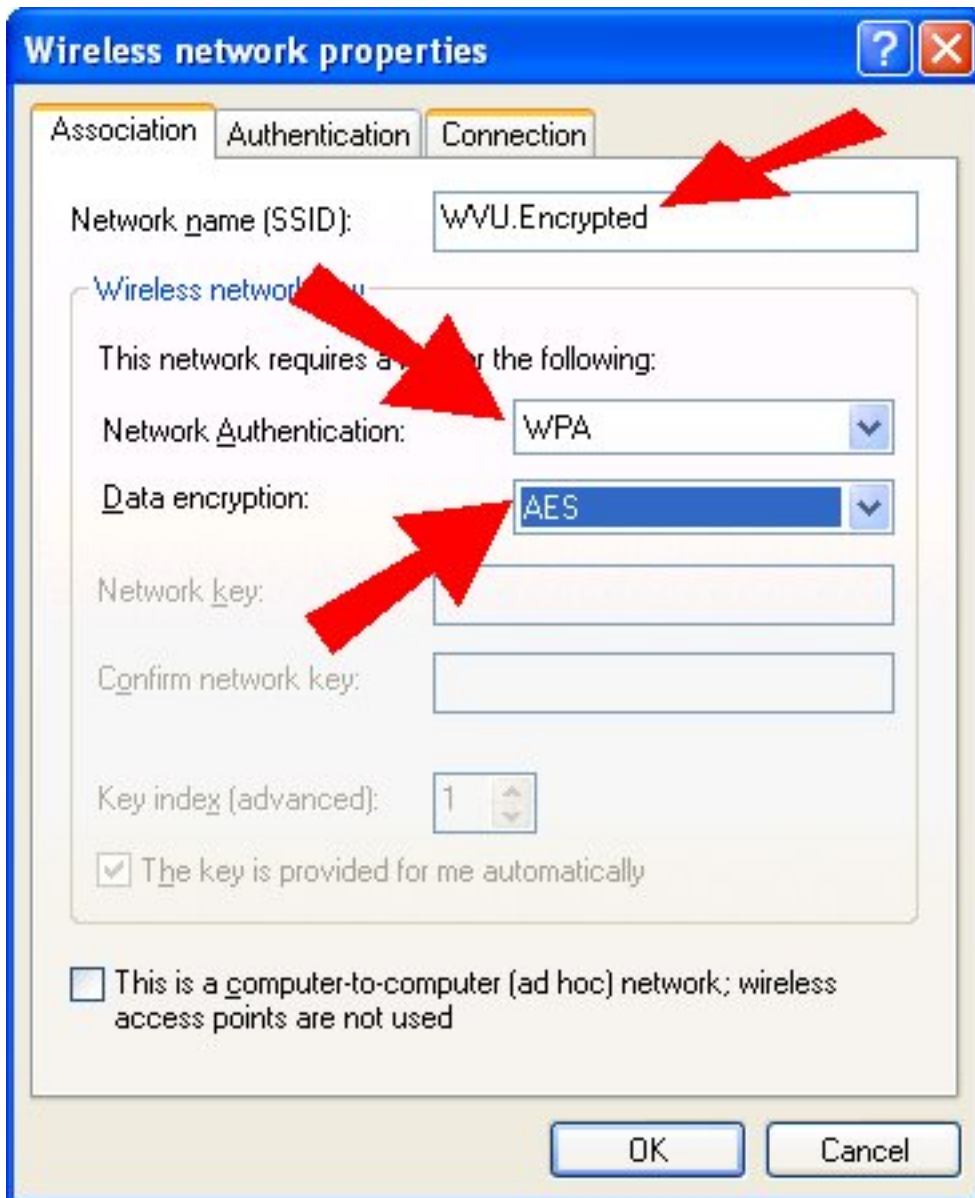 Wireless network properties
Association Authentication Connection
Network name (SSID): WVU.Encrypted
Wireless network
This network requires a the following:
Network Authentication: WPA
Data encryption: AES
Network key:
Confirm network key:
Key index (advanced): 1
The key is provided for me automatically
This is a computer-to-computer (ad hoc) network; wireless
access points are not used
OK Cancel